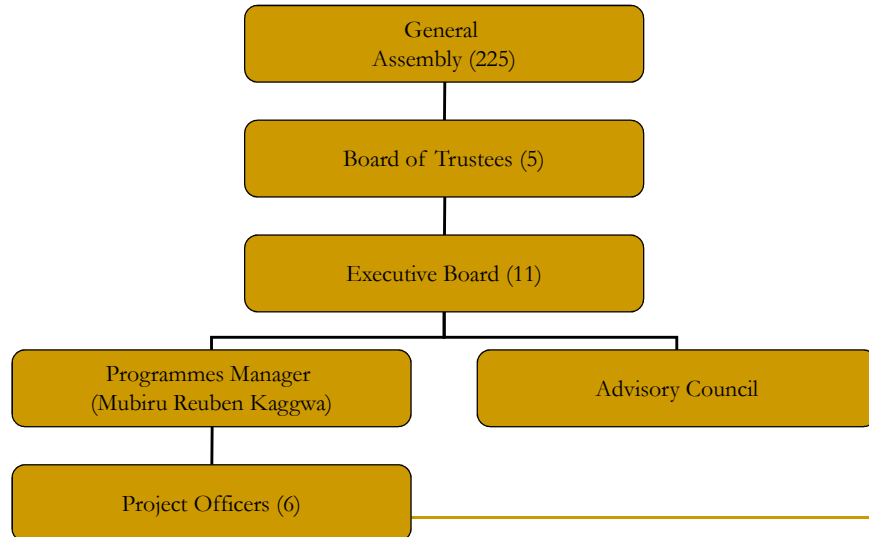 General
Assembly (225)
Board of Trustees (5)
Executive Board (11)
Programmes Manager
(Mubiru Reuben Kaggwa)
Advisory Council
Project Officers (6)